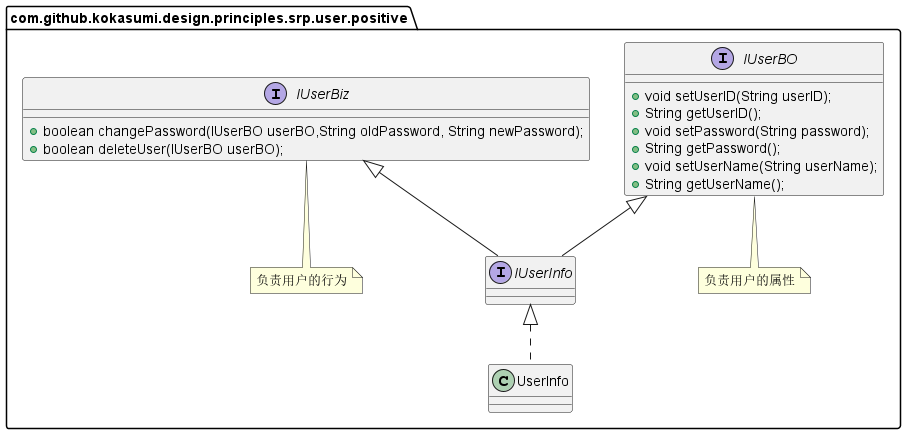 com.github.kokasumi.design.principles.srp.user.positive
I IUserBiz
boolean changePassword(IUserBO userBO,String oldPassword, String newPassword);
boolean deleteUser(IUserBO userBO);
I IUserBO
void setUserID(String userID);
String getUserID();
void setPassword(String password);
String getPassword();
void setUserName(String userName);
String getUserName();
负责用户的行为
I IUserInfo
负责用户的属性
C UserInfo